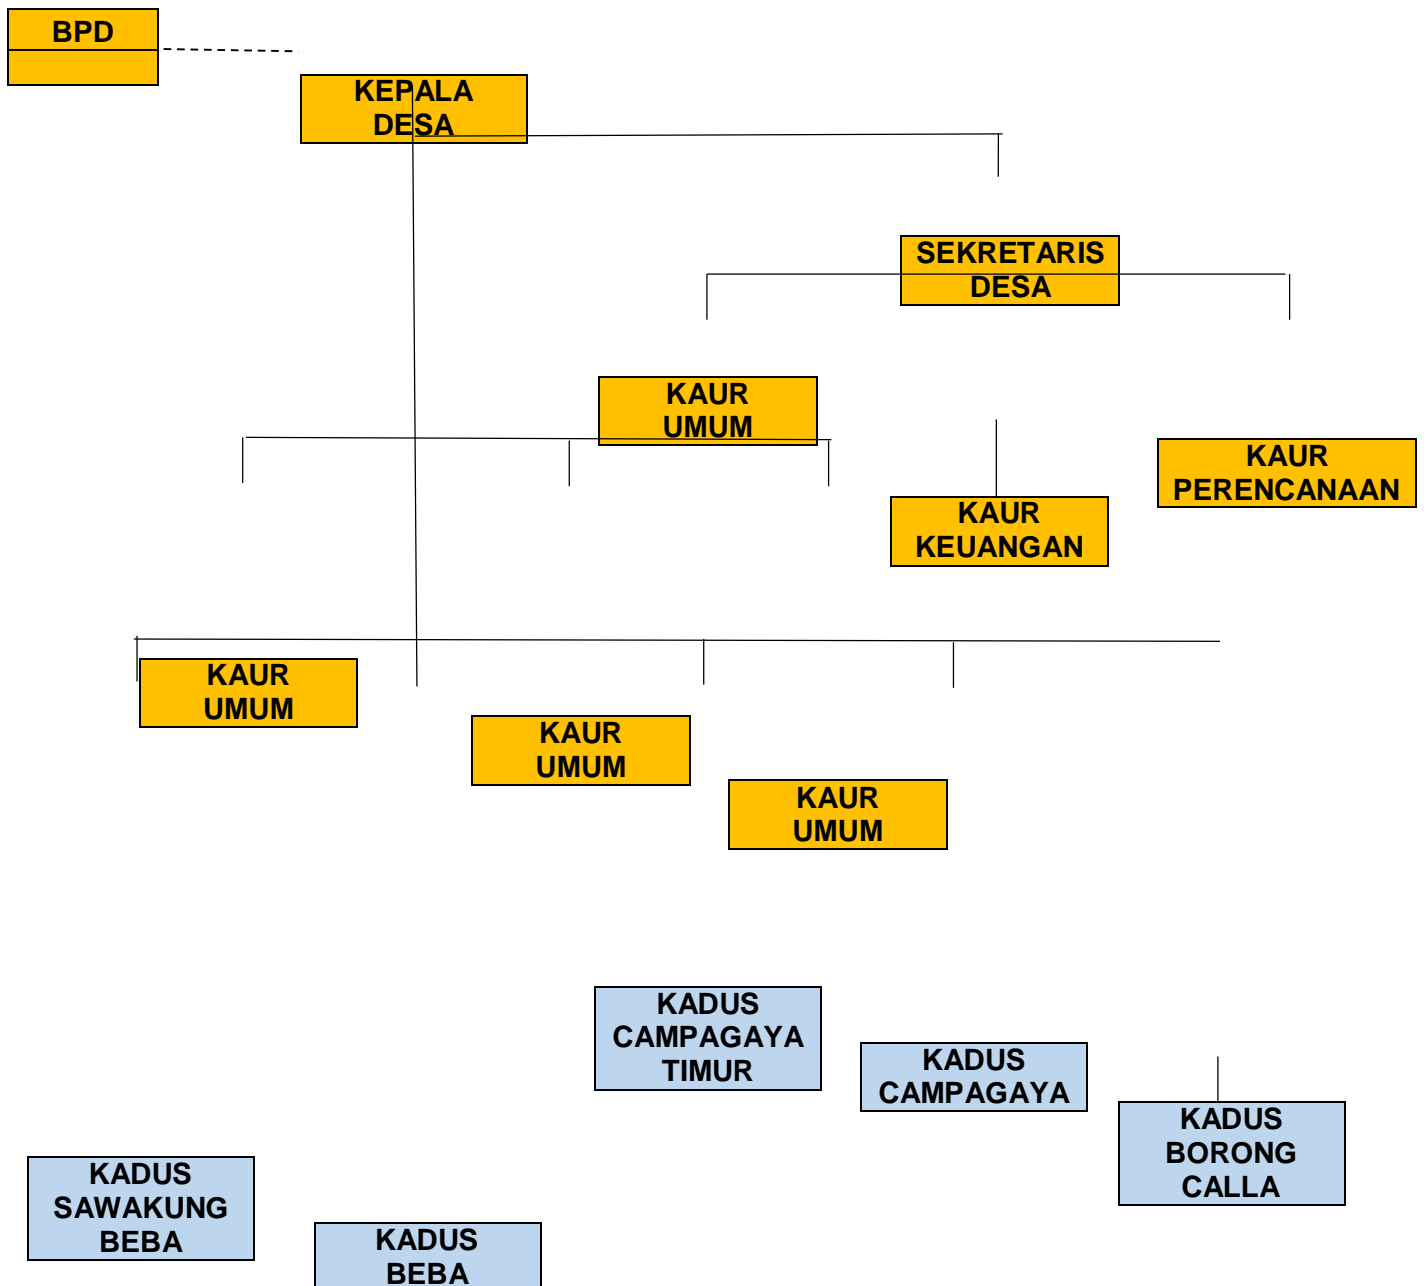 BPD
KEPALA
DESA
SEKRETARIS
DESA
KAUR
UMUM
KAUR
PERENCANAAN
KAUR
KEUANGAN
KAUR
UMUM
KAUR
UMUM
KAUR
UMUM
KADUS
CAMPAGAYA
TIMUR
KADUS
CAMPAGAYA
KADUS
BORONG
CALLA
KADUS
SAWAKUNG
BEBA
KADUS
BEBA